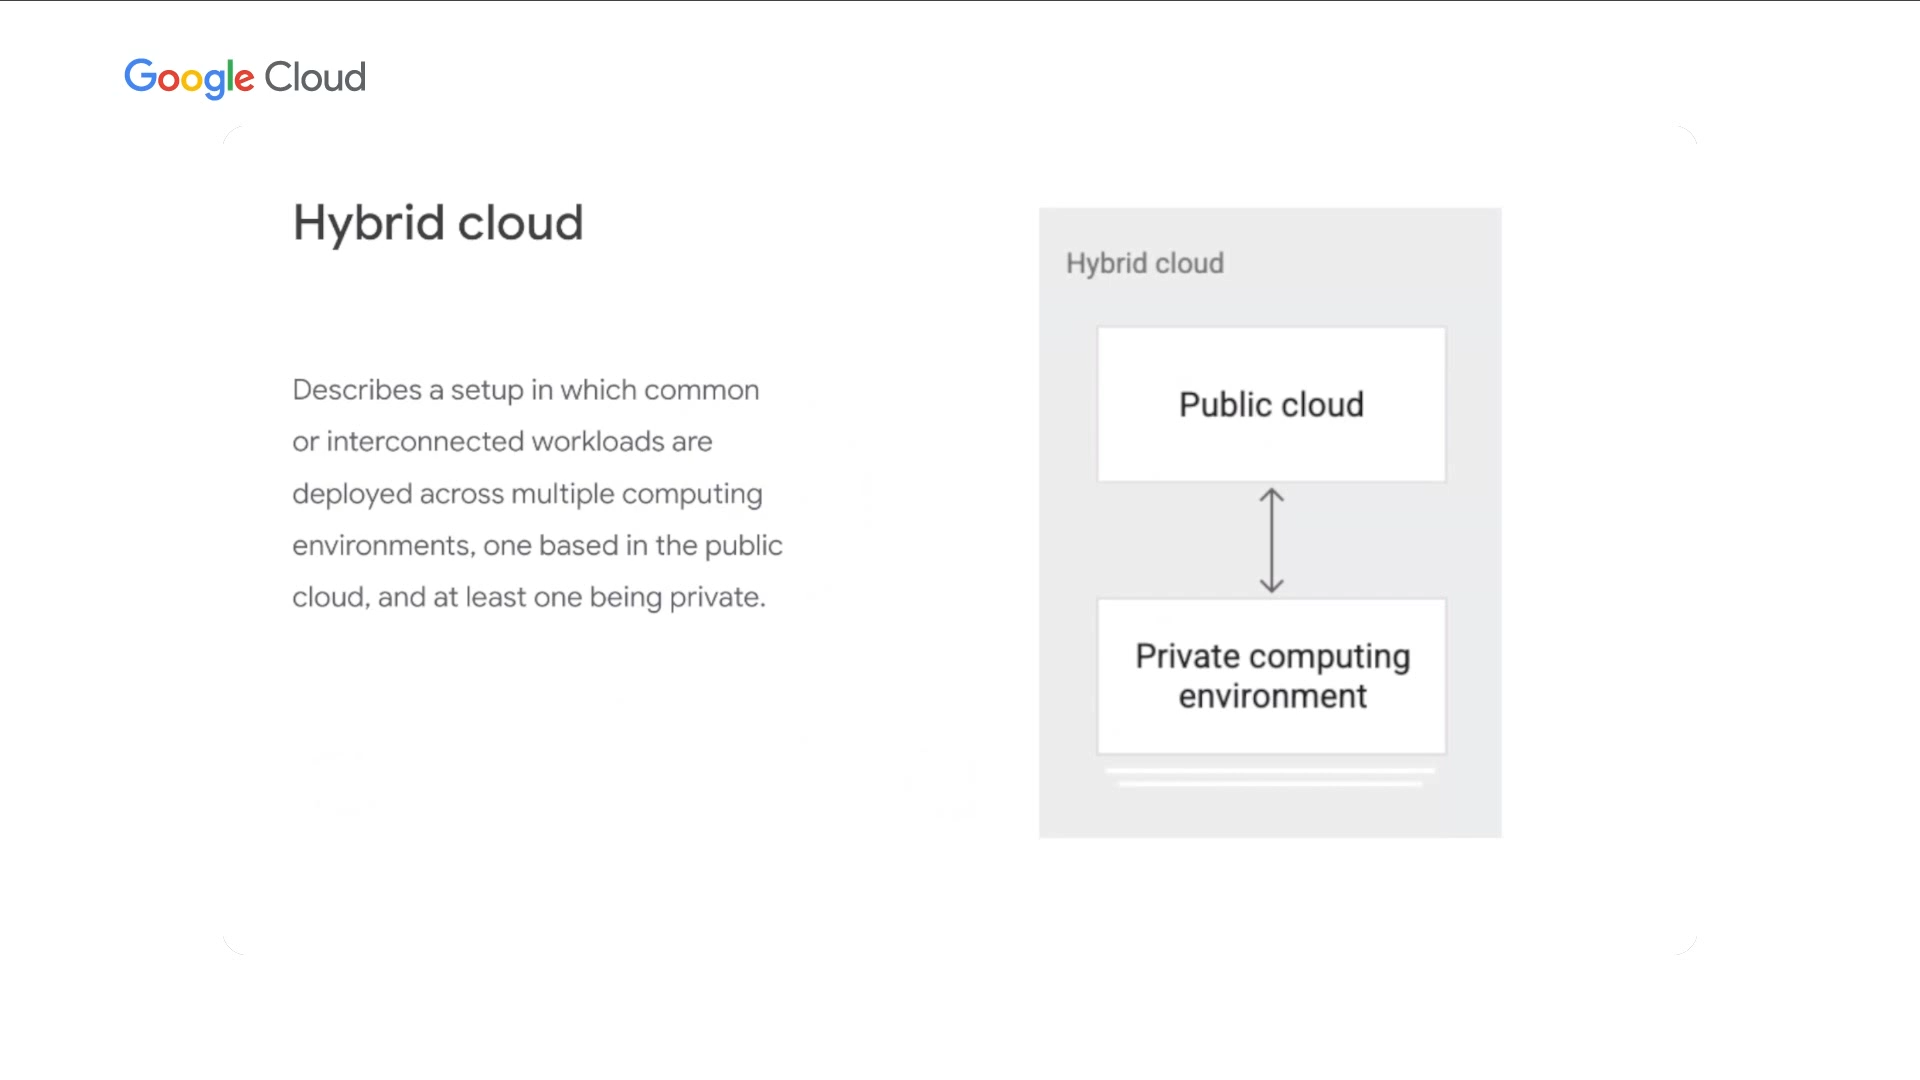 Google Cloud
Hybrid cloud
Describes a setup in which common
or interconnected workloads are
deployed across multiple computing
environments, one based in the public
cloud, and at least one being private.
Hybrid cloud
Public cloud
Private computing
environment